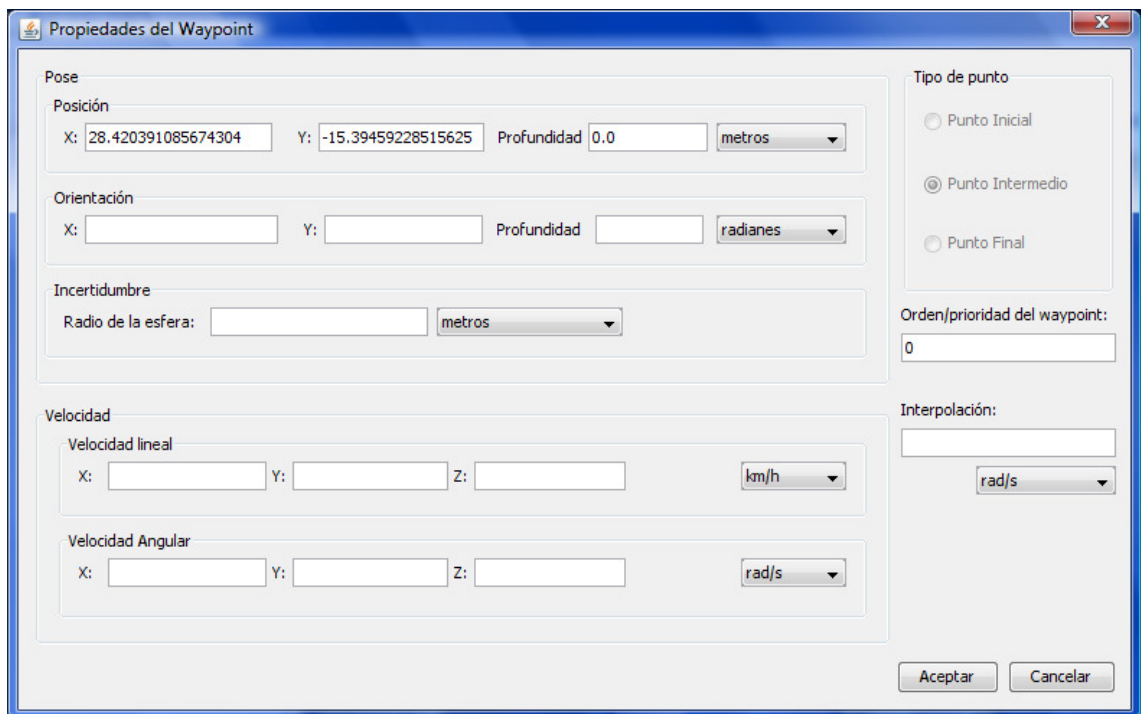 Propiedades del Waypoint
Pose
Tipo de punto
Posición
X: 28.420391085674304 Y: -15.39459228515625 Profundidad 0.0 metros
Punto Inicial
Punto Intermedio
Orientación
X: Y: Profundidad radianes
Punto Final
Incertidumbre
Radio de la esfera: metros
Orden/prioridad del waypoint:
0
Velocidad
Interpolación:
Velocidad lineal
X: Y: Z: km/h
rad/s
Velocidad Angular
X: Y: Z: rad/s
Aceptar Cancelar